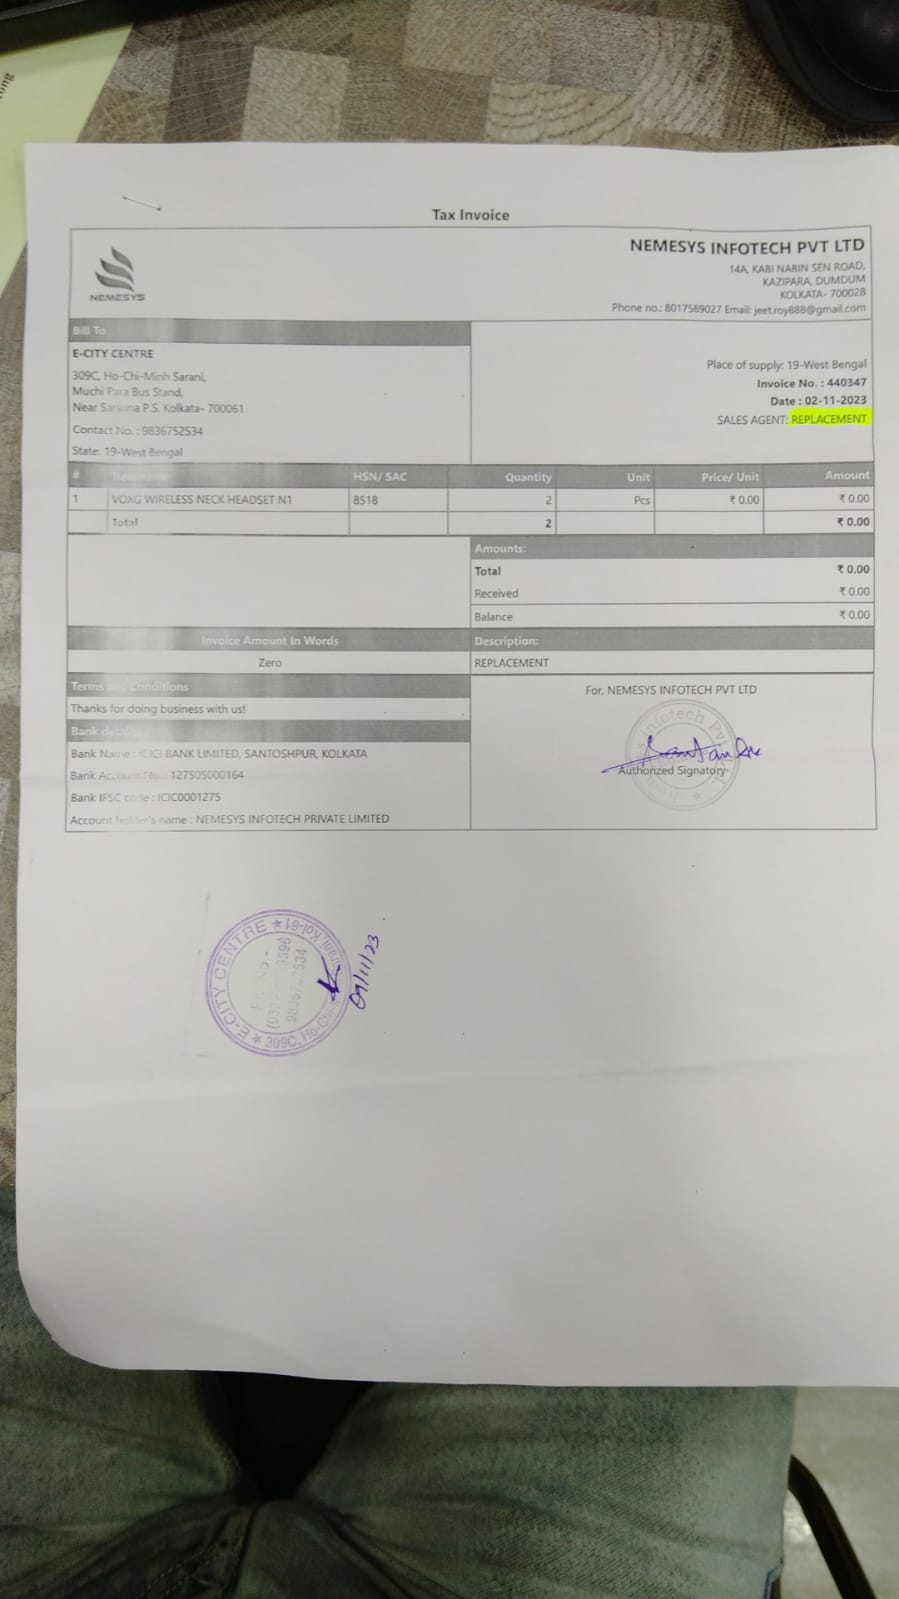 Tax Invoice
NEMESYS
NEMESYS INFOTECH PVT LTD
14A, KABI NABIN SEN ROAD,
KAZIPARA, DUMDUM
KOLKATA- 700028
Phone no.: 8017589027 Email: jeet.roy888@gmail.com
Bill To
E-CITY CENTRE
309C, Ho-Chi-Minh Sarani,
Muchi Para Bus Stand,
Near Sarsuna P.S. Kolkata- 700061
Contact No. : 9836752534
State: 19-West Bengal
Place of supply: 19-West Bengal
Invoice No. : 440347
Date : 02-11-2023
SALES AGENT: REPLACEMENT
# Item name HSN/ SAC Quantity Unit Price/ Unit Amount
1 VOXG WIRELESS NECK HEADSET N1 8518 2 Pcs ₹ 0.00 ₹ 0.00
Total 2 ₹ 0.00
Amounts:
Total ₹ 0.00
Received ₹ 0.00
Balance ₹ 0.00
Invoice Amount In Words
Zero
Description:
REPLACEMENT
Terms and Conditions
Thanks for doing business with us!
Bank details
Bank Name : ICICI BANK LIMITED, SANTOSHPUR, KOLKATA
Bank Account No. : 127505000164
Bank IFSC code : ICIC0001275
Account holder's name : NEMESYS INFOTECH PRIVATE LIMITED
For, NEMESYS INFOTECH PVT LTD
Infotech Pvt
Authorized Signatory
★ E-CITY CENTRE ★
309C, Ho-Chi Sarani, Kol-61
Ph. No.-
09/11/23